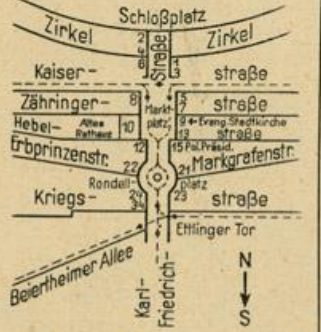 Schloßplatz
Zirkel 2 Zirkel
Straße
6 1
3
Kaiser- straße
Zähringer- 8 Markt- 5 straße
platz 7
Hebel- Altes Rathaus 10 9 ← Evang. Stadtkirche
13 straße
Erbprinzenstr. 12 15 Pol. Präsid.
22 21 Markgrafenstr.
Rondell- platz
Kriegs- 24 23 straße
Ettlinger Tor
Beiertheimer Allee
Karl-
Friedrich-
N
S